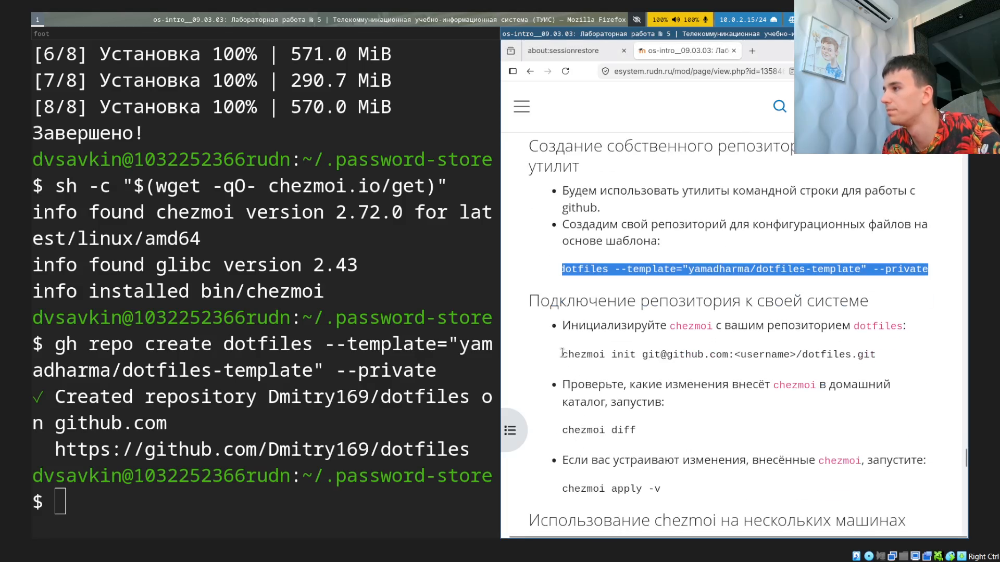 1
os-intro__09.03.03: Лабораторная работа № 5 | Телекоммуникационная учебно-информационная система (ТУИС) — Mozilla Firefox
100% 100%
10.0.2.15/24
foot
[6/8] Установка 100% | 571.0 MiB
[7/8] Установка 100% | 290.7 MiB
[8/8] Установка 100% | 570.0 MiB
Завершено!
dvsavkin@1032252366rudn:~/.password-store
$ sh -c "$(wget -qO- chezmoi.io/get)"
info found chezmoi version 2.72.0 for lat
est/linux/amd64
info found glibc version 2.43
info installed bin/chezmoi
dvsavkin@1032252366rudn:~/.password-store
$ gh repo create dotfiles --template="yam
adharma/dotfiles-template" --private
✓ Created repository Dmitry169/dotfiles o
n github.com
https://github.com/Dmitry169/dotfiles
dvsavkin@1032252366rudn:~/.password-store
$
os-intro__09.03.03: Лабораторная работа № 5 | Телекоммуникационная учебно-и
about:sessionrestore
os-intro__09.03.03: Лаб
esystem.rudn.ru/mod/page/view.php?id=13584
Создание собственного репозитор
утилит
• Будем использовать утилиты командной строки для работы с
github.
• Создадим свой репозиторий для конфигурационных файлов на
основе шаблона:
dotfiles --template="yamadharma/dotfiles-template" --private
Подключение репозитория к своей системе
• Инициализируйте chezmoi с вашим репозиторием dotfiles:
chezmoi init git@github.com:<username>/dotfiles.git
• Проверьте, какие изменения внесёт chezmoi в домашний
каталог, запустив:
chezmoi diff
• Если вас устраивают изменения, внесённые chezmoi, запустите:
chezmoi apply -v
Использование chezmoi на нескольких машинах
Right Ctrl